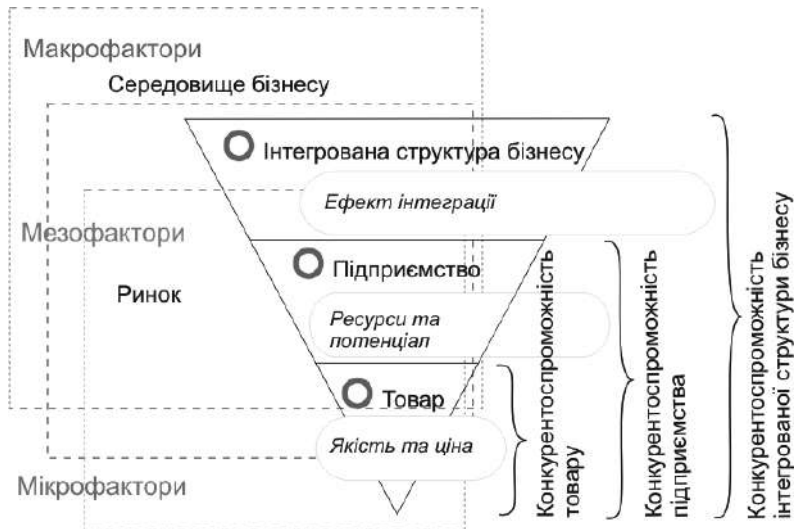 Макрофактори
Середовище бізнесу
Інтегрована структура бізнесу
Ефект інтеграції
Мезофактори
Підприємство
Ринок
Ресурси та
потенціал
Товар
Якість та ціна
Мікрофактори
Конкурентоспроможність
товару
Конкурентоспроможність
підприємства
Конкурентоспроможність
інтегрованої структури бізнесу